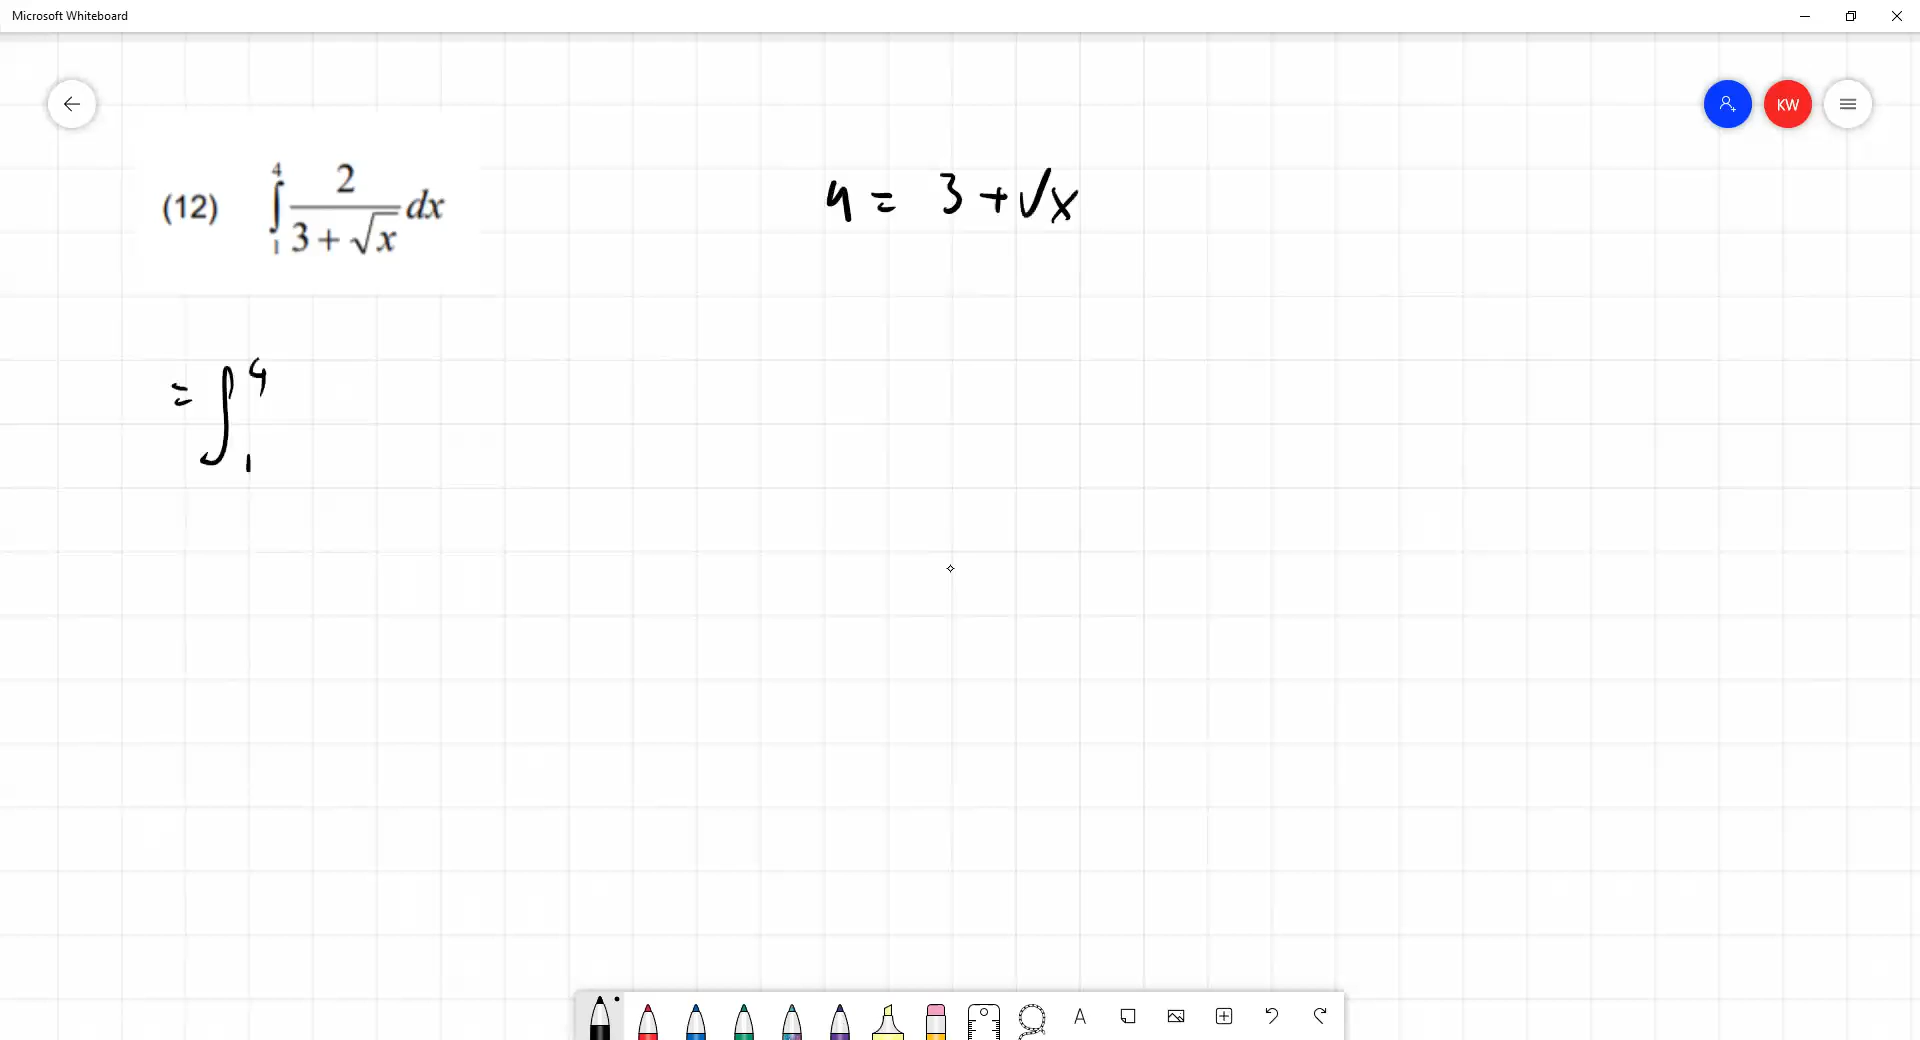 Microsoft Whiteboard
KW
(12) ∫₁⁴ 2/(3 + √x) dx
u = 3 + √x
= ∫₁⁴
A